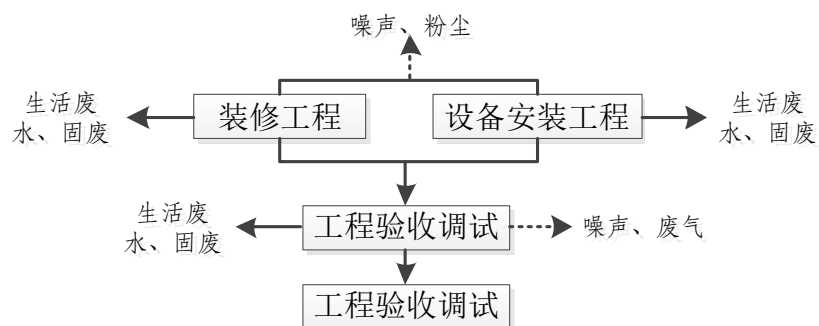 噪声、粉尘
生活废
水、固废
装修工程
设备安装工程
生活废
水、固废
生活废
水、固废
工程验收调试
噪声、废气
工程验收调试